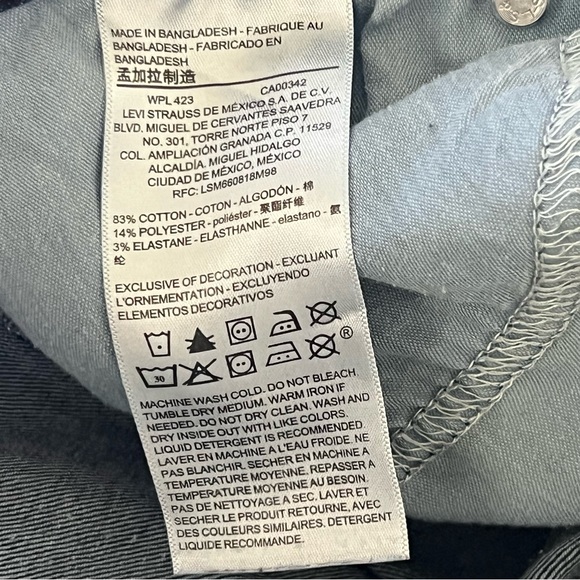 MADE IN BANGLADESH - FABRIQUE AU
BANGLADESH - FABRICADO EN
BANGLADESH
孟加拉制造
WPL 423 CA00342
LEVI STRAUSS DE MÉXICO S.A. DE C.V.
BLVD. MIGUEL DE CERVANTES SAAVEDRA
NO. 301, TORRE NORTE PISO 7
COL. AMPLIACIÓN GRANADA C.P. 11529
ALCALDÍA. MIGUEL HIDALGO
CIUDAD DE MÉXICO, MÉXICO
RFC: LSM660818M98
83% COTTON - COTON - ALGODÓN - 棉
14% POLYESTER - poliéster - 聚酯纤维
3% ELASTANE - ELASTHANNE - elastano - 氨
纶
EXCLUSIVE OF DECORATION - EXCLUANT
L'ORNEMENTATION - EXCLUYENDO
ELEMENTOS DECORATIVOS
30 ®
MACHINE WASH COLD. DO NOT BLEACH.
TUMBLE DRY MEDIUM. WARM IRON IF
NEEDED. DO NOT DRY CLEAN. WASH AND
DRY INSIDE OUT WITH LIKE COLORS.
LIQUID DETERGENT IS RECOMMENDED.
LAVER EN MACHINE A L'EAU FROIDE. NE
PAS BLANCHIR. SECHER EN MACHINE A
TEMPERATURE MOYENNE. REPASSER A
TEMPERATURE MOYENNE AU BESOIN.
PAS DE NETTOYAGE A SEC. LAVER ET
SECHER LE PRODUIT RETOURNE, AVEC
DES COULEURS SIMILAIRES. DETERGENT
LIQUIDE RECOMMANDE.